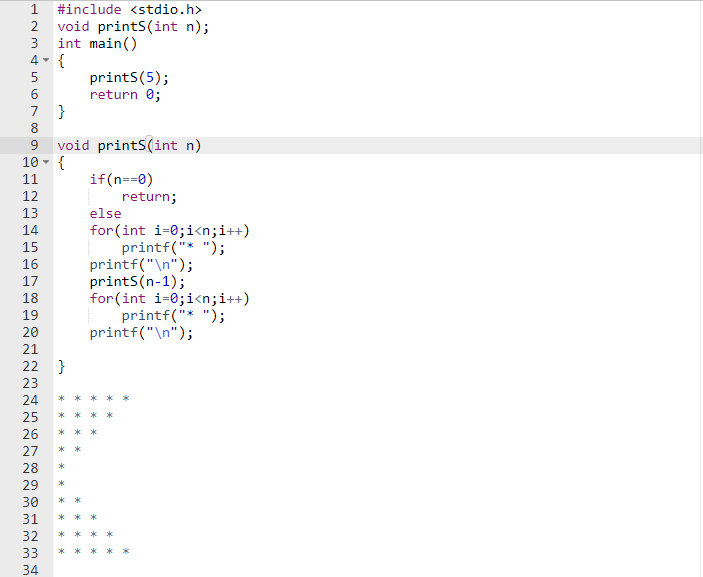 1 #include <stdio.h>
2 void printS(int n);
3 int main()
4 {
5     printS(5);
6     return 0;
7 }
8
9 void printS(int n)
10 {
11     if(n==0)
12         return;
13     else
14     for(int i=0;i<n;i++)
15         printf("* ");
16     printf("\n");
17     printS(n-1);
18     for(int i=0;i<n;i++)
19         printf("* ");
20     printf("\n");
21
22 }
23
24 * * * * *
25 * * * *
26 * * *
27 * *
28 *
29 *
30 * *
31 * * *
32 * * * *
33 * * * * *
34